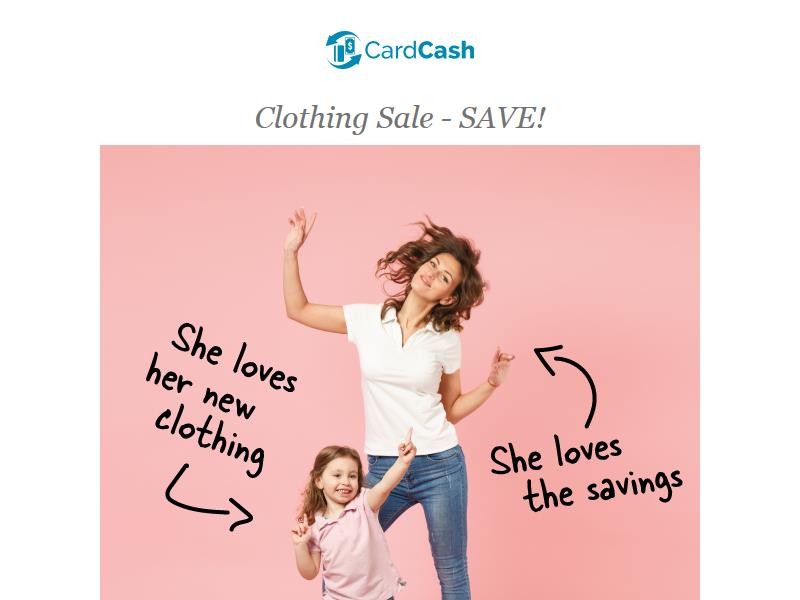 CardCash
Clothing Sale - SAVE!
She loves
her new
clothing
She loves
the savings